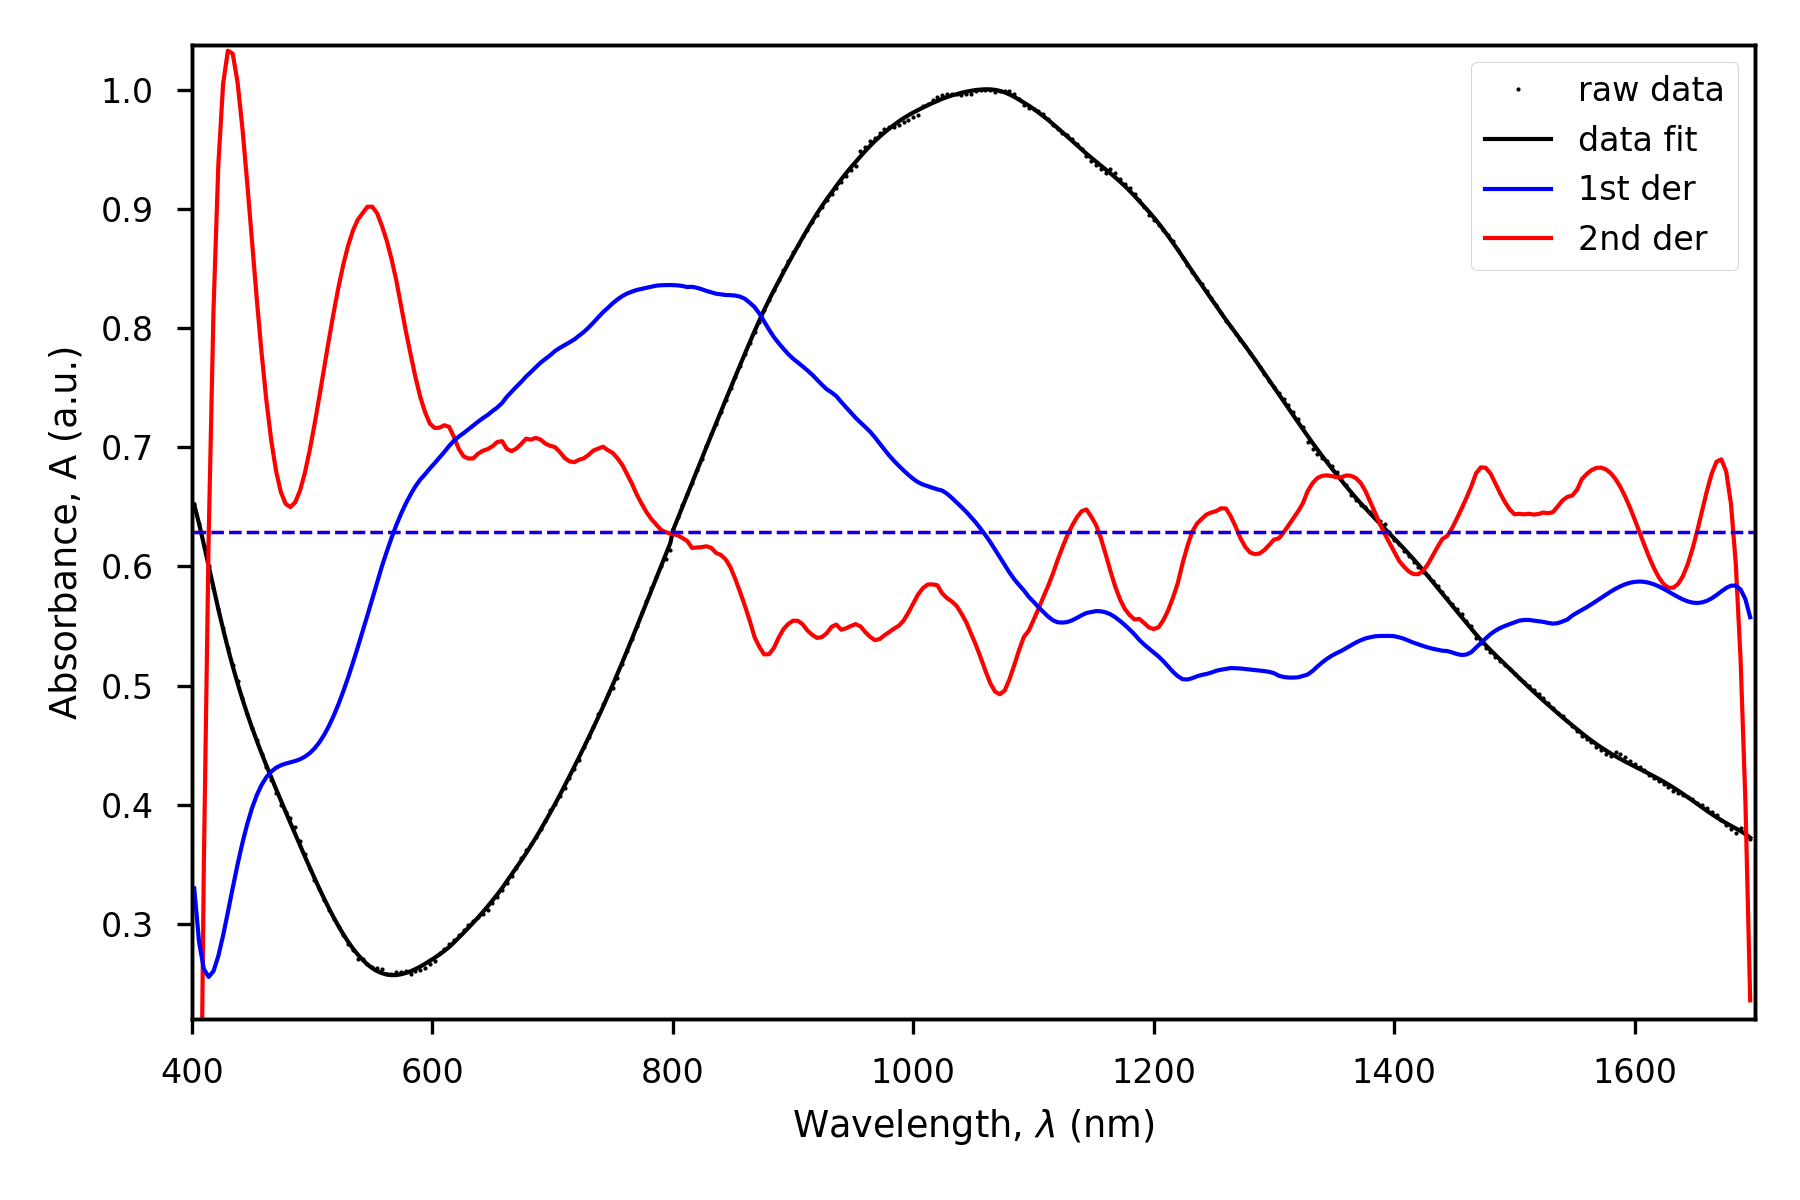 1.0
0.9
0.8
0.7
0.6
0.5
0.4
0.3
Absorbance, A (a.u.)
raw data
data fit
1st der
2nd der
400 600 800 1000 1200 1400 1600
Wavelength, λ (nm)